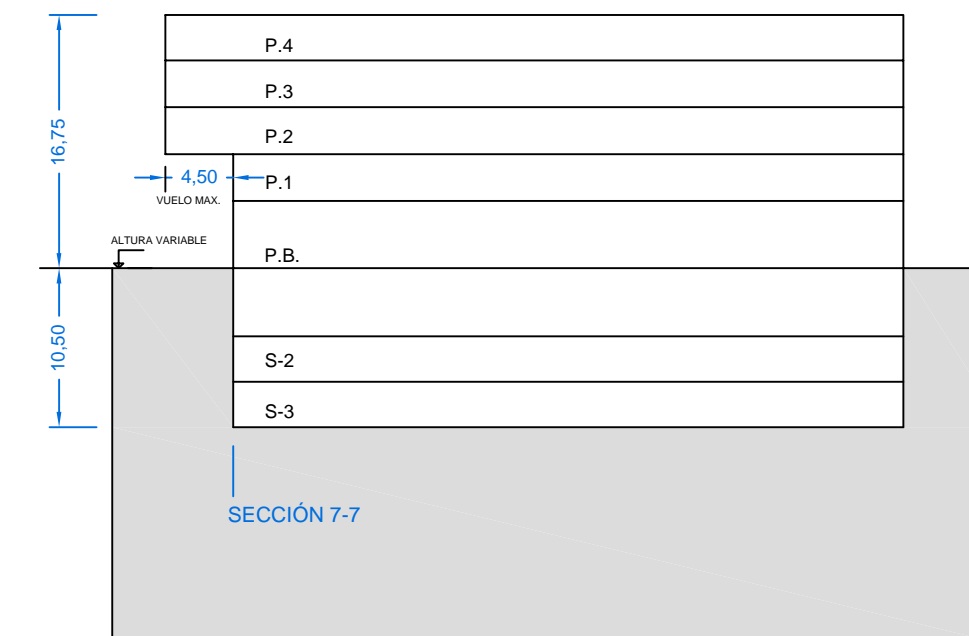 P.4
P.3
16,75
P.2
4,50
P.1
VUELO MAX.
ALTURA VARIABLE
P.B.
10,50
S-2
S-3
SECCIÓN 7-7